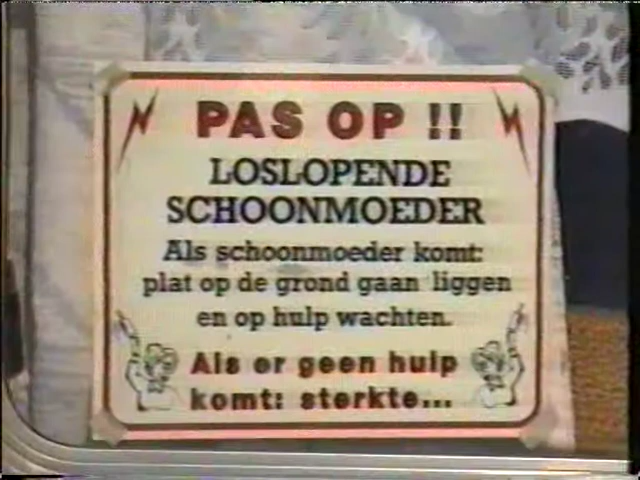 PAS OP !!
LOSLOPENDE
SCHOONMOEDER
Als schoonmoeder komt:
plat op de grond gaan liggen
en op hulp wachten.
Als er geen hulp
komt: sterkte...